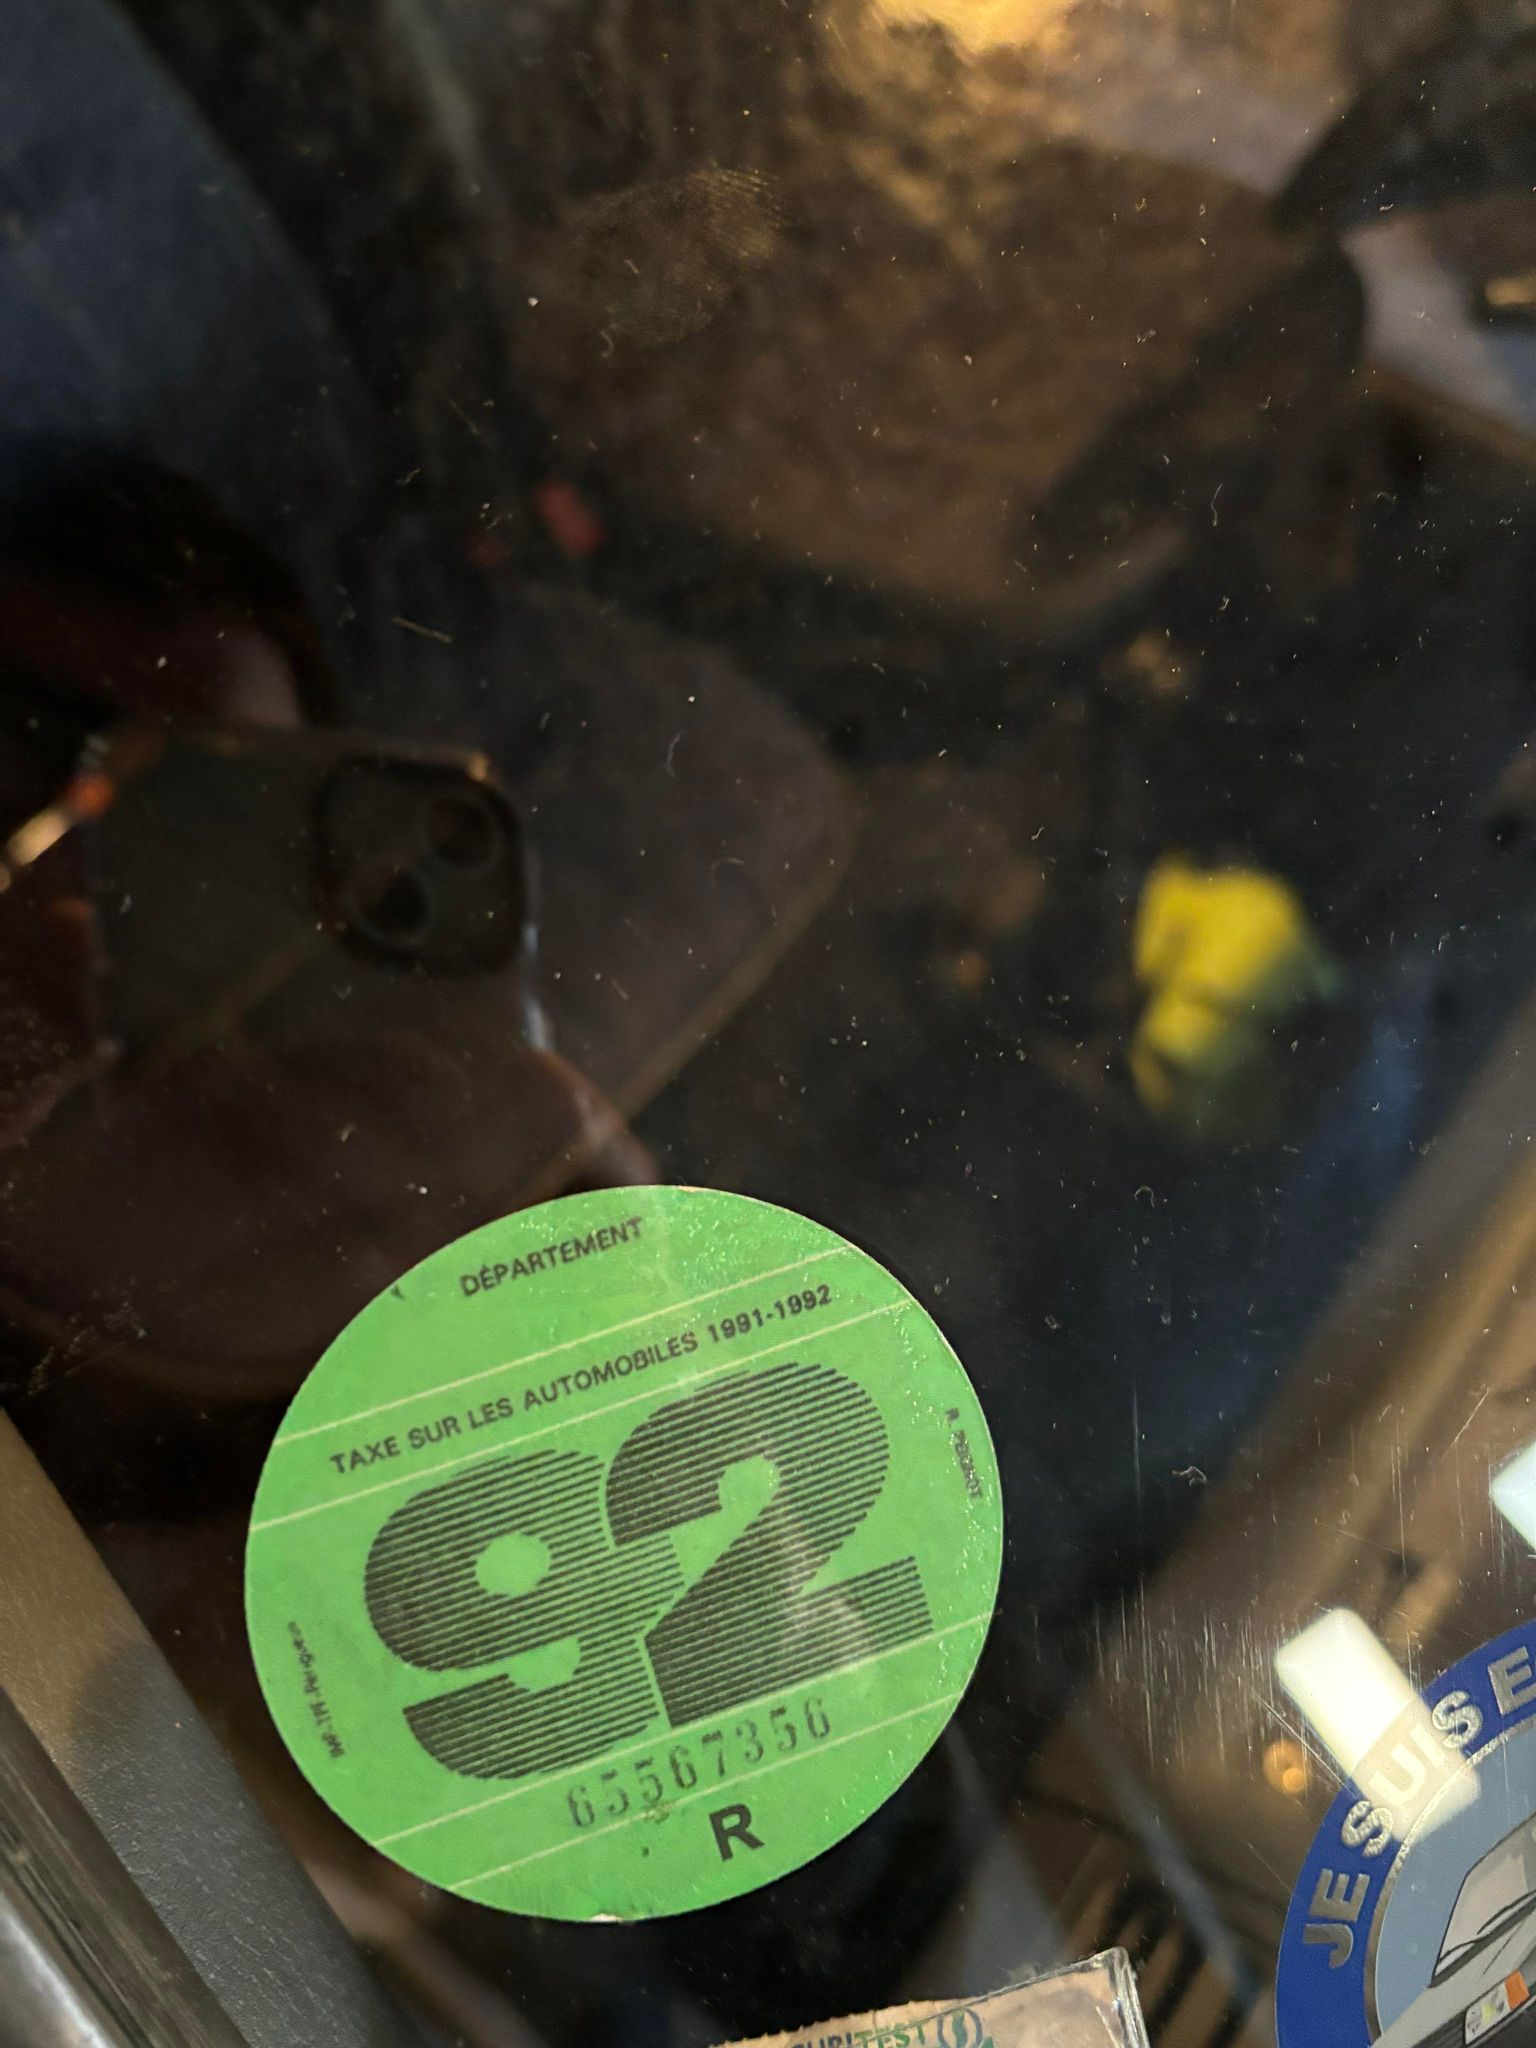 DÉPARTEMENT
TAXE SUR LES AUTOMOBILES 1991-1992
92
65567356
R
JE SUIS E